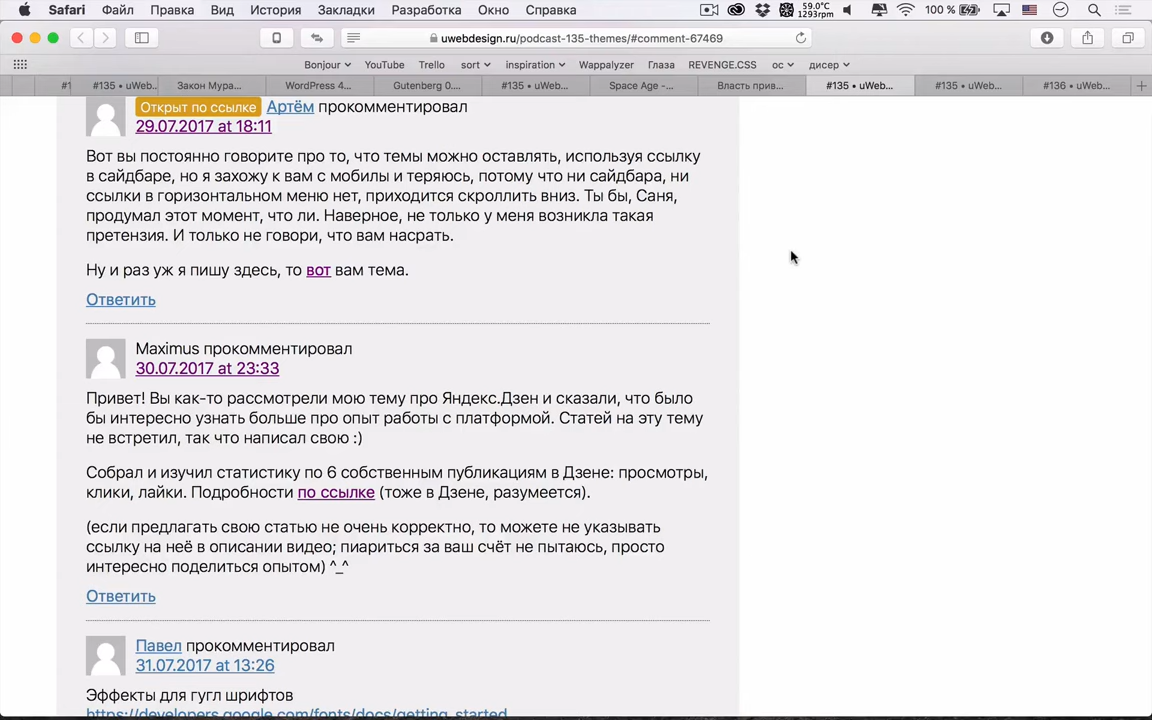 Safari Файл Правка Вид История Закладки Разработка Окно Справка 59.0°C 1293rpm 100 %
uwebdesign.ru/podcast-135-themes/#comment-67469
Bonjour YouTube Trello sort inspiration Wappalyzer Глаза REVENGE.CSS ос дисер
#1 #135 • uWeb... Закон Мура... WordPress 4... Gutenberg 0.... #135 • uWeb... Space Age -... Власть прив... #135 • uWeb... #135 • uWeb... #136 • uWeb...
Открыт по ссылке Артём прокомментировал
29.07.2017 at 18:11
Вот вы постоянно говорите про то, что темы можно оставлять, используя ссылку
в сайдбаре, но я захожу к вам с мобилы и теряюсь, потому что ни сайдбара, ни
ссылки в горизонтальном меню нет, приходится скроллить вниз. Ты бы, Саня,
продумал этот момент, что ли. Наверное, не только у меня возникла такая
претензия. И только не говори, что вам насрать.
Ну и раз уж я пишу здесь, то вот вам тема.
Ответить
Maximus прокомментировал
30.07.2017 at 23:33
Привет! Вы как-то рассмотрели мою тему про Яндекс.Дзен и сказали, что было
бы интересно узнать больше про опыт работы с платформой. Статей на эту тему
не встретил, так что написал свою :)
Собрал и изучил статистику по 6 собственным публикациям в Дзене: просмотры,
клики, лайки. Подробности по ссылке (тоже в Дзене, разумеется).
(если предлагать свою статью не очень корректно, то можете не указывать
ссылку на неё в описании видео; пиариться за ваш счёт не пытаюсь, просто
интересно поделиться опытом) ^_^
Ответить
Павел прокомментировал
31.07.2017 at 13:26
Эффекты для гугл шрифтов
https://developers.google.com/fonts/docs/getting_started